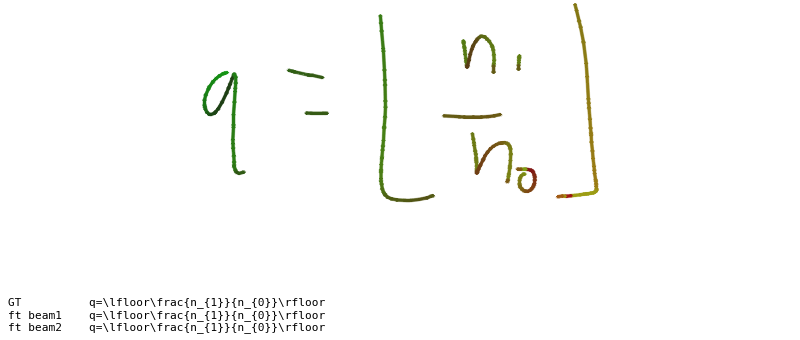 q = ⌊ n₁ / n₀ ⌋
GT q=\lfloor\frac{n_{1}}{n_{0}}\rfloor
ft beam1 q=\lfloor\frac{n_{1}}{n_{0}}\rfloor
ft beam2 q=\lfloor\frac{n_{1}}{n_{0}}\rfloor